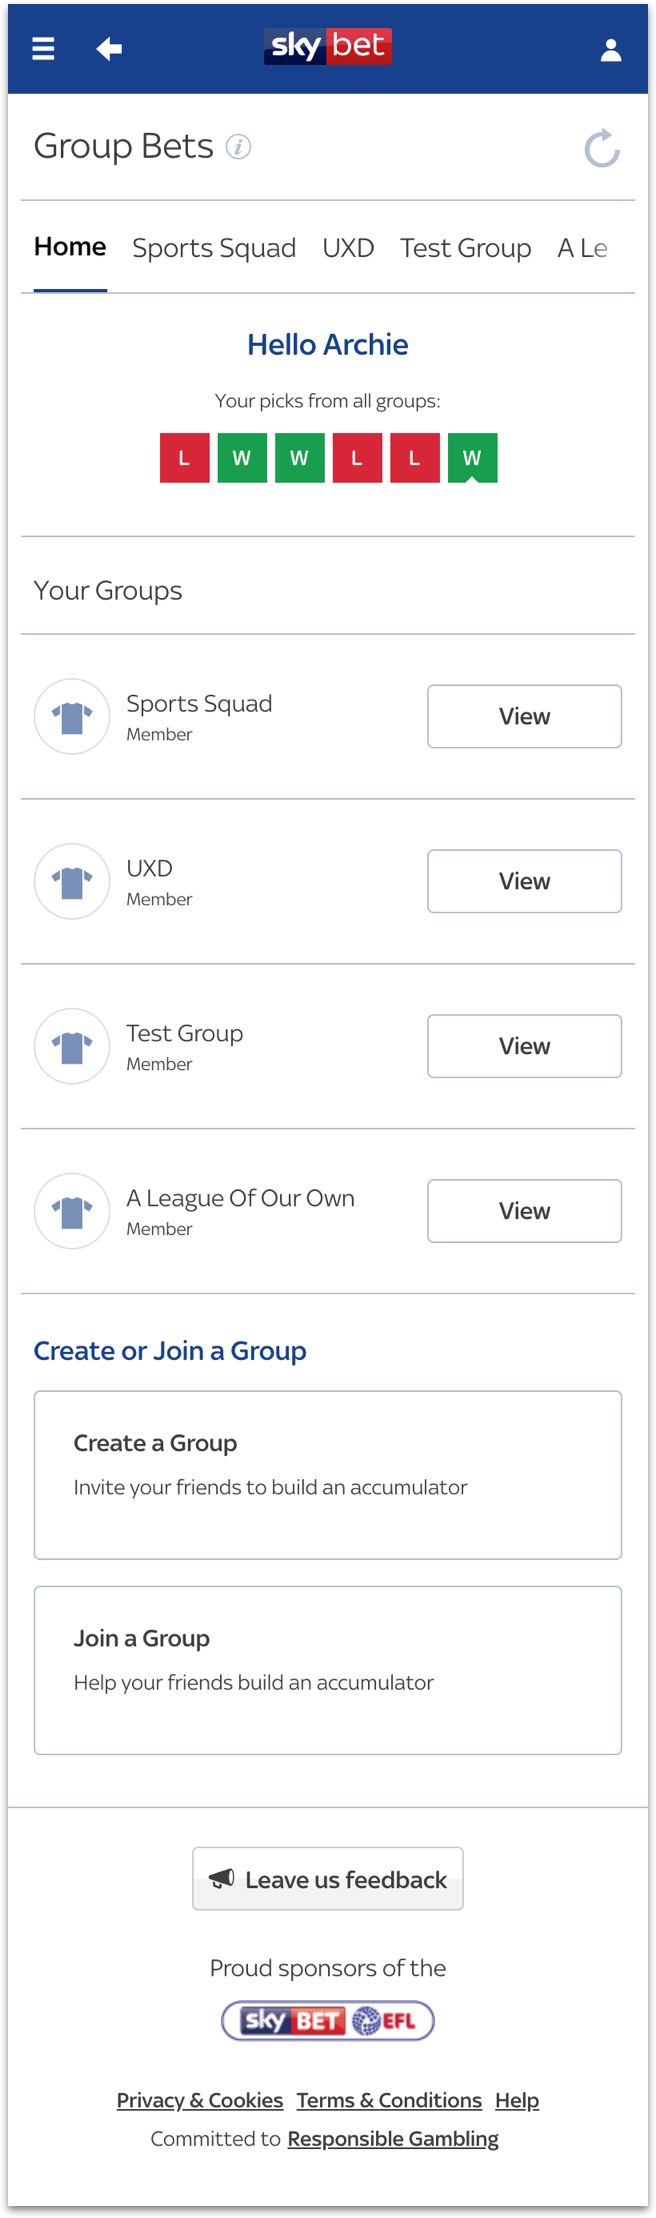 sky bet
Group Bets i
Home Sports Squad UXD Test Group A Le
Hello Archie
Your picks from all groups:
L W W L L W
Your Groups
Sports Squad
Member
View
UXD
Member
View
Test Group
Member
View
A League Of Our Own
Member
View
Create or Join a Group
Create a Group
Invite your friends to build an accumulator
Join a Group
Help your friends build an accumulator
Leave us feedback
Proud sponsors of the
sky BET EFL
Privacy & Cookies Terms & Conditions Help
Committed to Responsible Gambling